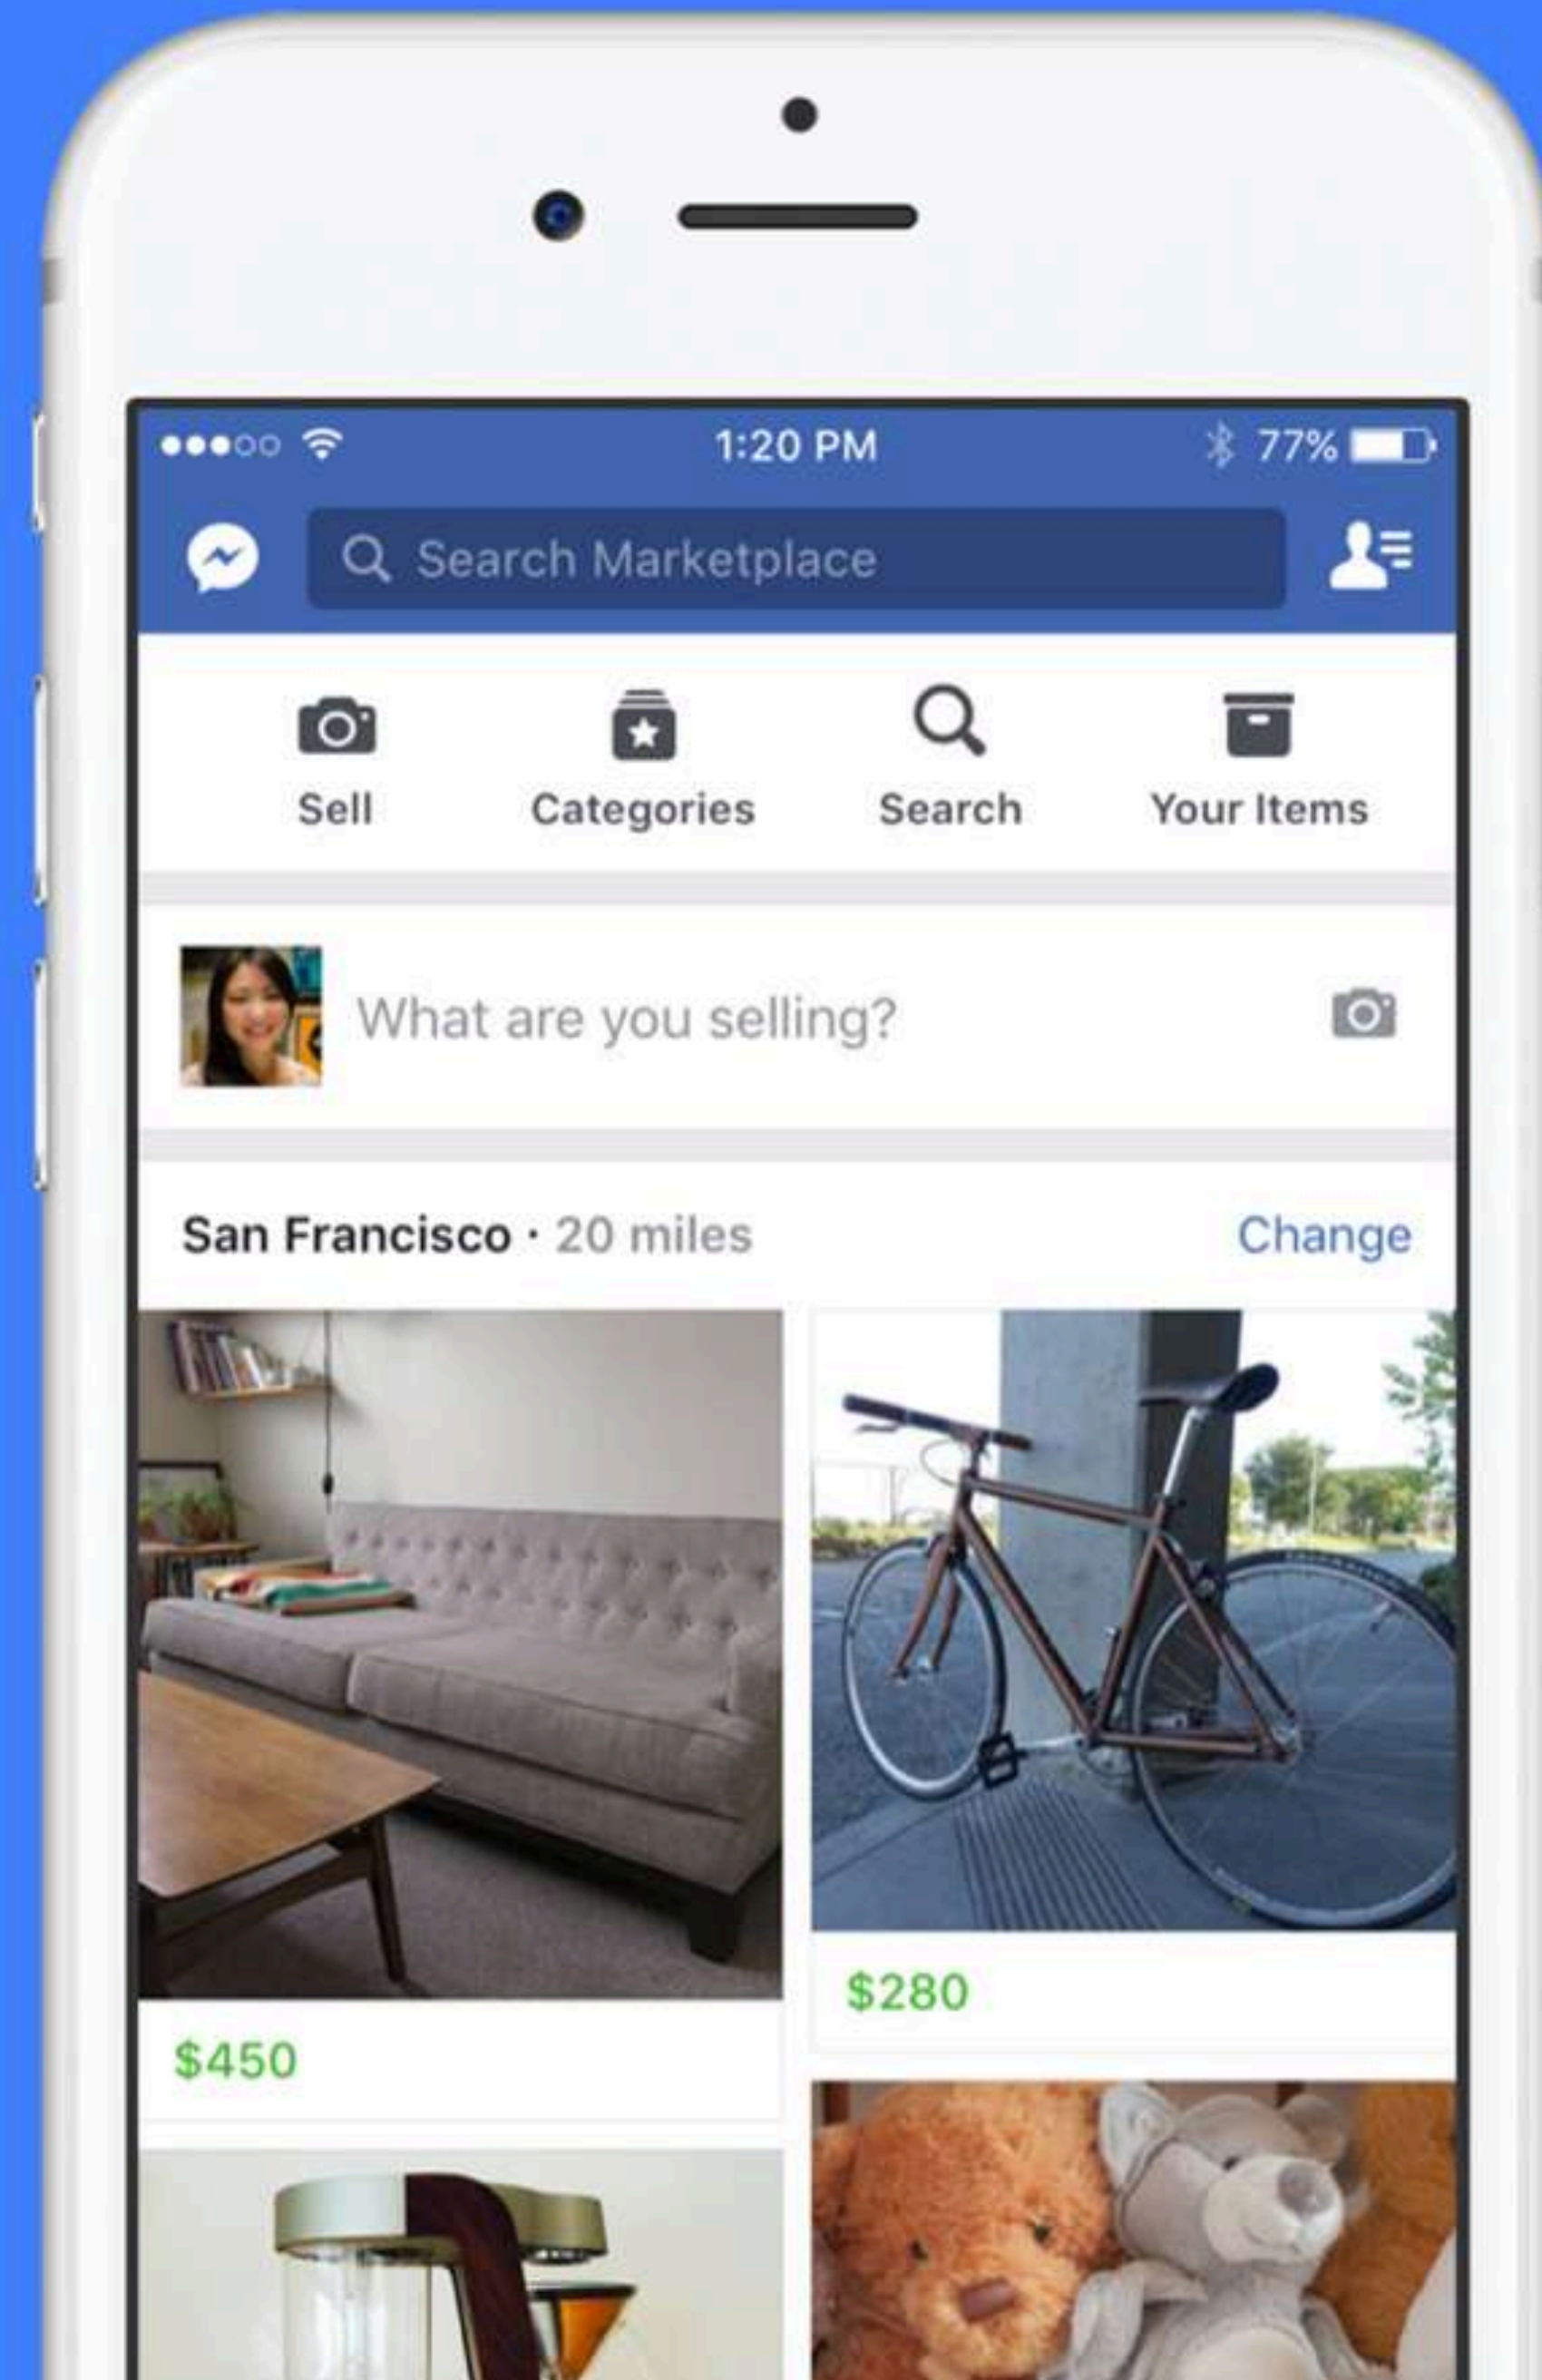 1:20 PM
77%
Search Marketplace
Sell
Categories
Search
Your Items
What are you selling?
San Francisco · 20 miles
Change
$450
$280